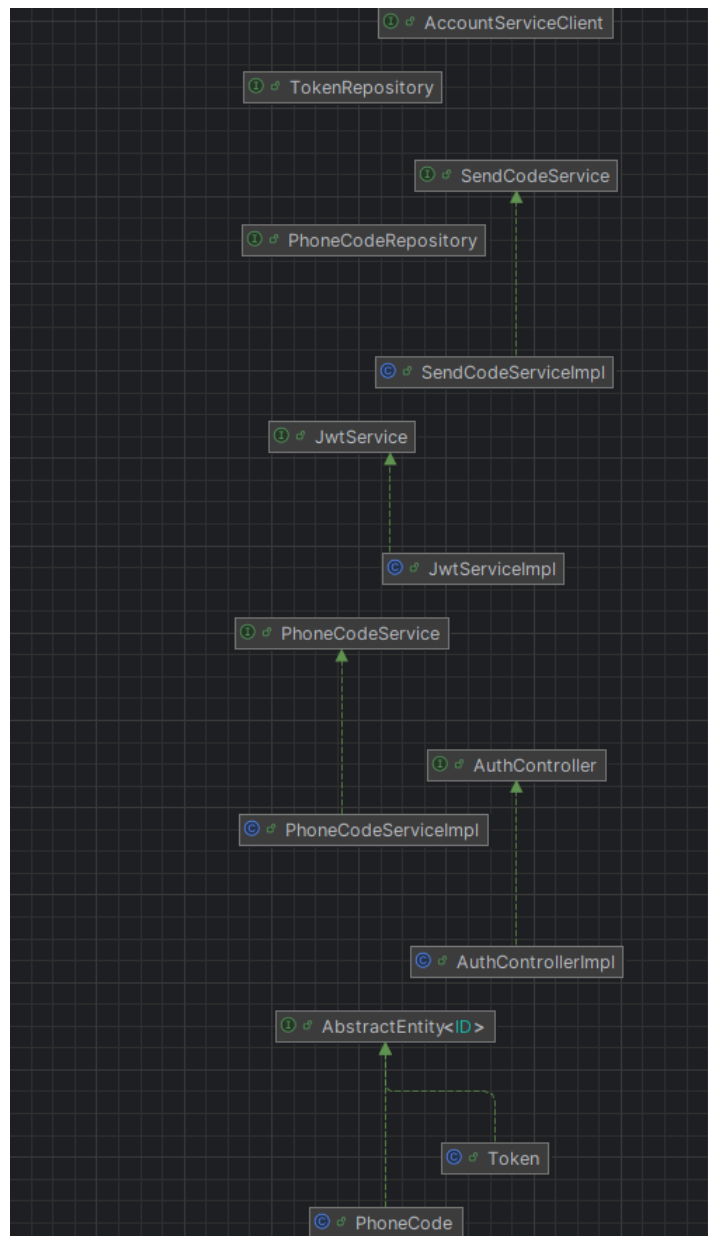 AccountServiceClient
TokenRepository
SendCodeService
PhoneCodeRepository
SendCodeServiceImpl
JwtService
JwtServiceImpl
PhoneCodeService
AuthController
PhoneCodeServiceImpl
AuthControllerImpl
AbstractEntity<ID>
Token
PhoneCode